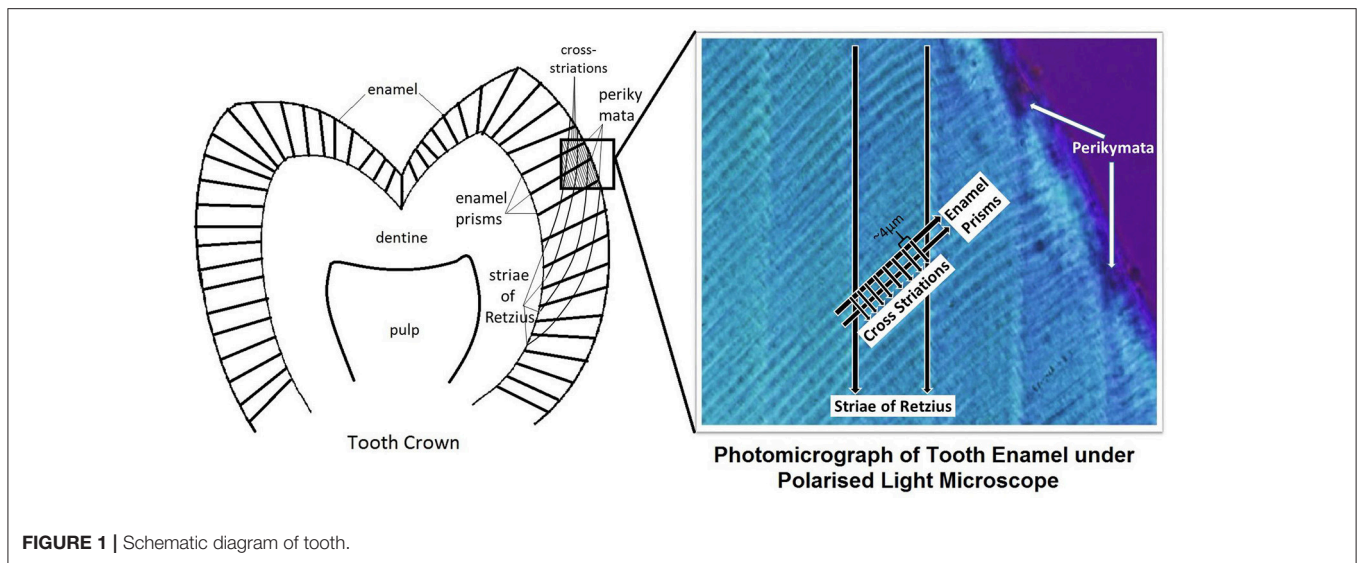 cross-
striations
enamel
periky
mata
enamel
prisms
dentine
striae
of
Retzius
pulp
Tooth Crown
Perikymata
Enamel
Prisms
~4μm
Cross Striations
Striae of Retzius
Photomicrograph of Tooth Enamel under
Polarised Light Microscope
FIGURE 1 | Schematic diagram of tooth.